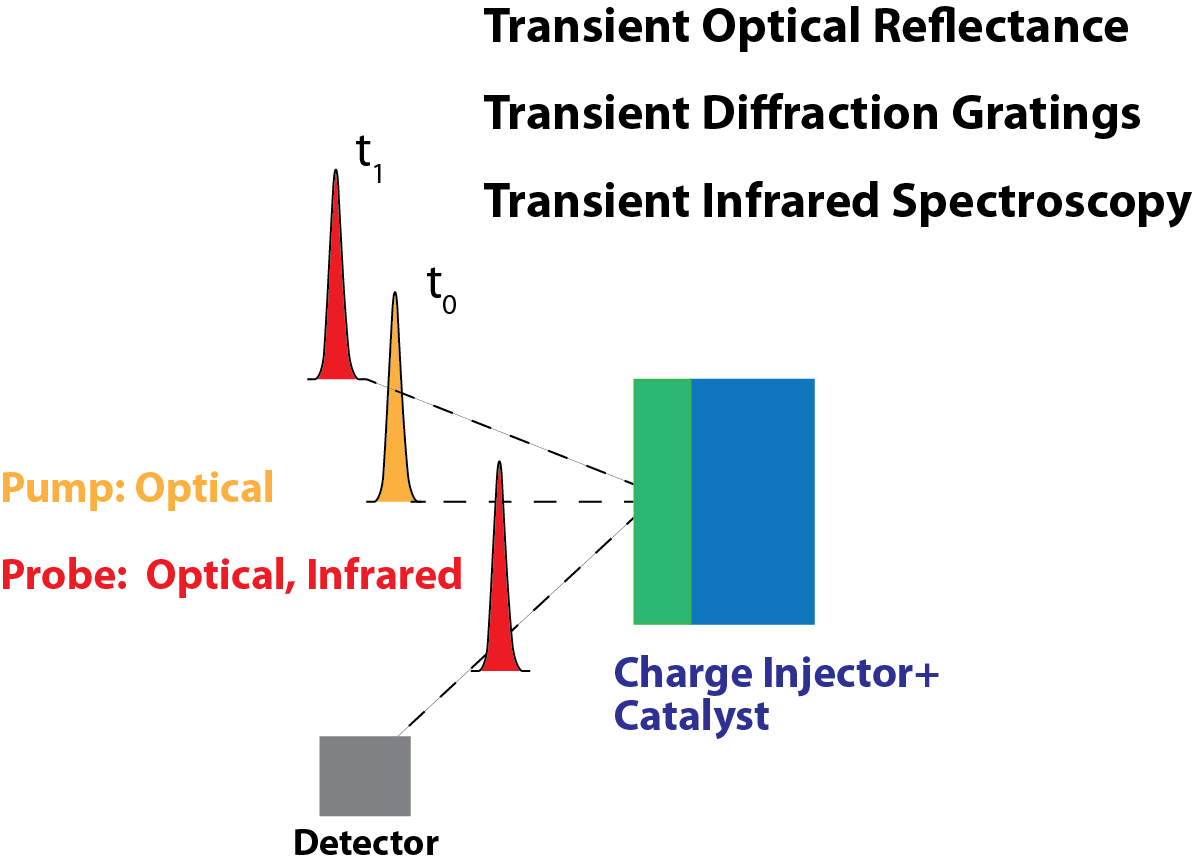 Transient Optical Reflectance
Transient Diffraction Gratings
Transient Infrared Spectroscopy
t1
t0
Pump: Optical
Probe: Optical, Infrared
Charge Injector+
Catalyst
Detector